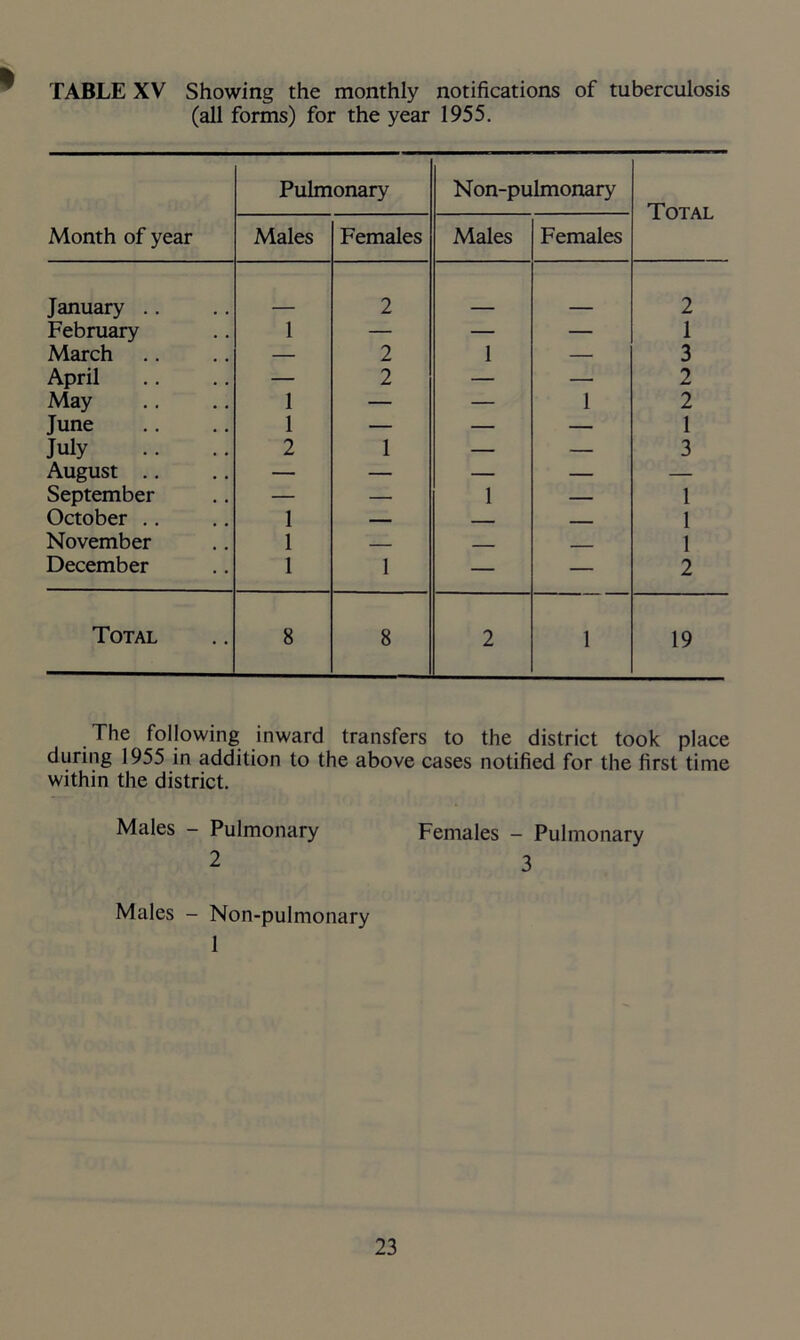 TABLE XV Showing the monthly notifications of tuberculosis
(all forms) for the year 1955.
Month of year Pulmonary Non-pulmonary TOTAL
Males Females Males Females
January .. .. — 2 — — 2
February .. 1 — — — 1
March .. .. — 2 1 — 3
April .. .. — 2 — — 2
May .. .. 1 — — 1 2
June .. .. 1 — — — 1
July .. .. 2 1 — — 3
August .. .. — — — — —
September .. — — 1 — 1
October .. .. 1 — — — 1
November .. 1 — — — 1
December .. 1 1 — — 2
TOTAL .. 8 8 2 1 19
The following inward transfers to the district took place
during 1955 in addition to the above cases notified for the first time
within the district.
Males – Pulmonary Females – Pulmonary
2 3
Males – Non-pulmonary
1
23